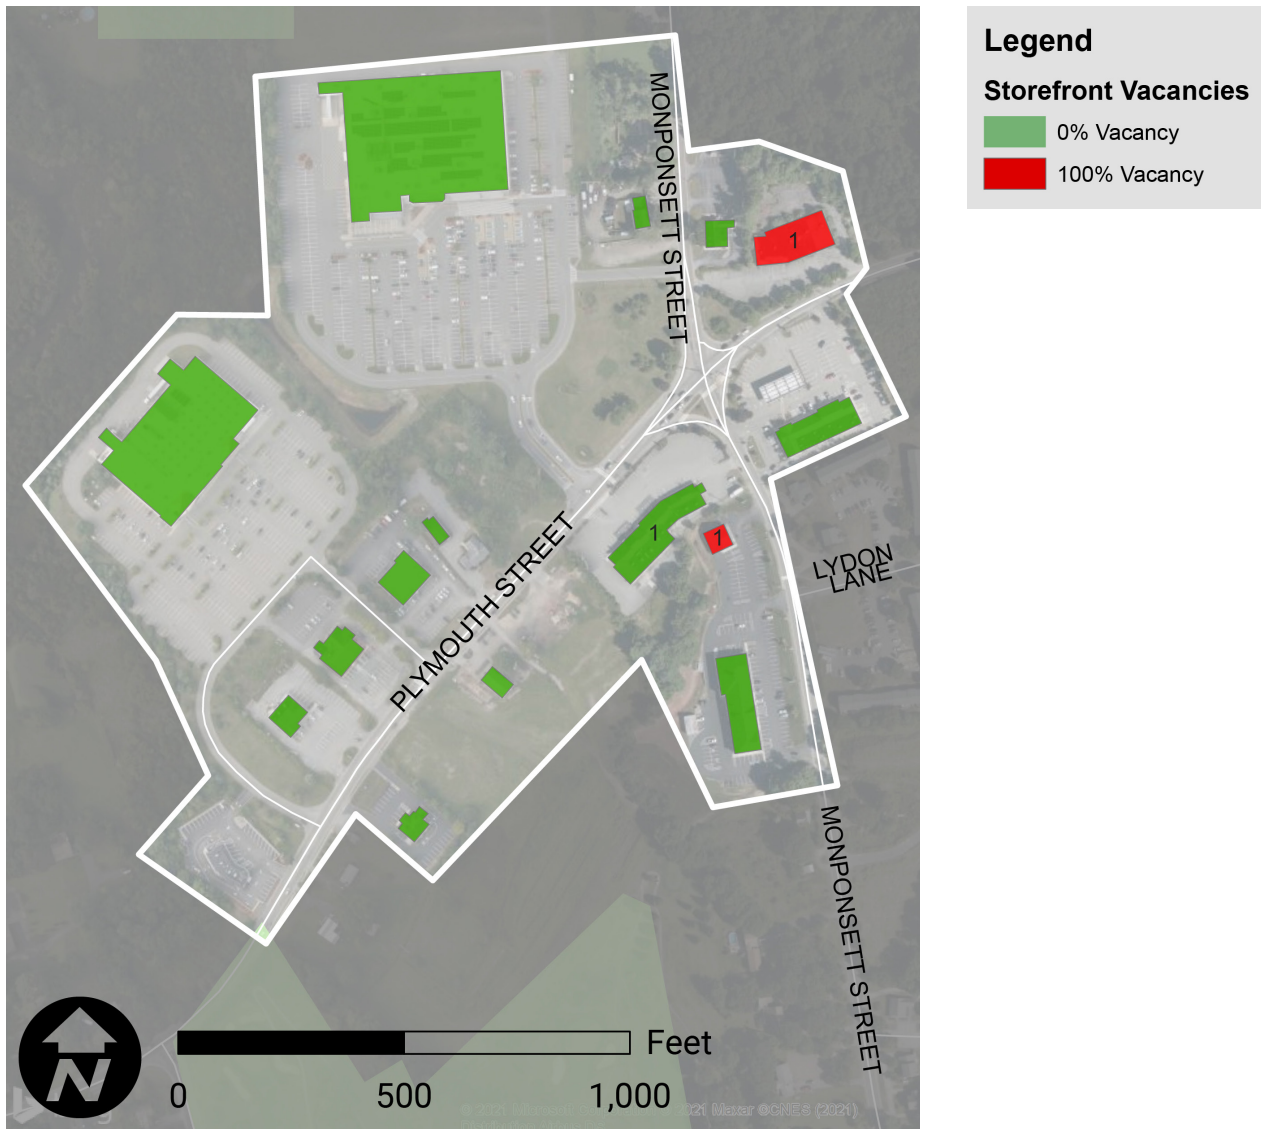 Legend
Storefront Vacancies
0% Vacancy
100% Vacancy
MONPONSETT STREET
1
PLYMOUTH STREET
1
1
LYDON
LANE
MONPONSETT STREET
N
Feet
0
500
1,000